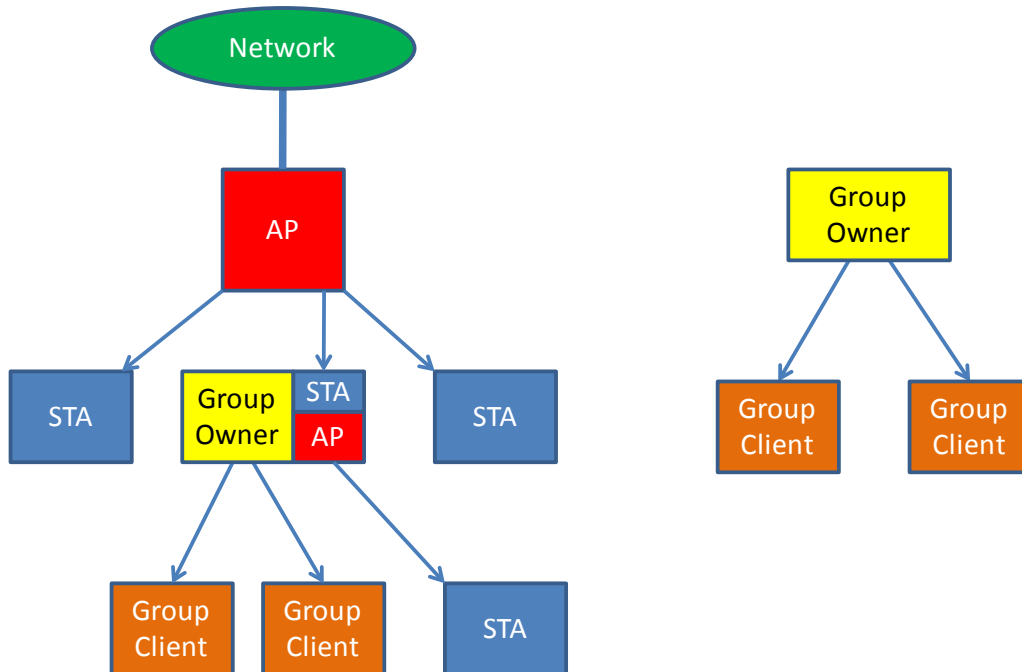 Network
AP
Group
Owner
STA
Group
Owner
STA
AP
STA
Group
Client
Group
Client
Group
Client
Group
Client
STA